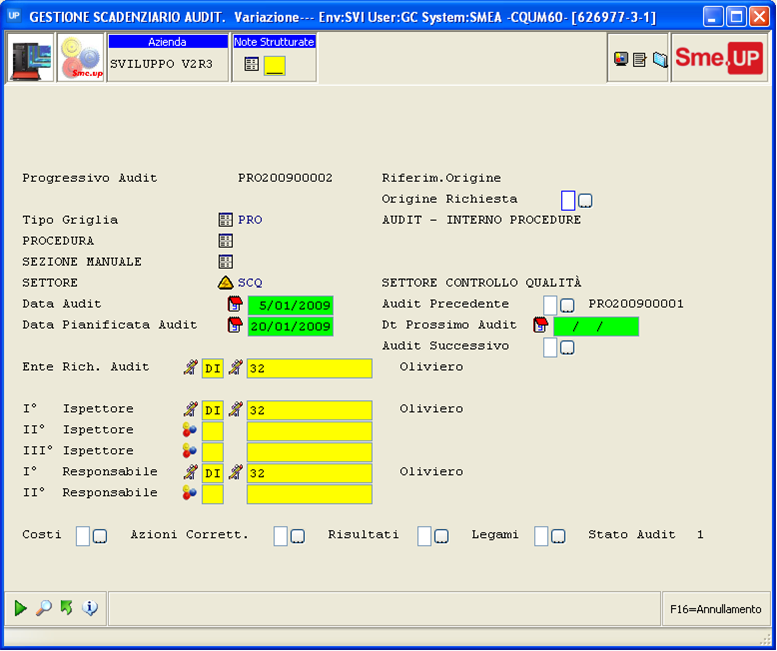 UP GESTIONE SCADENZIARIO AUDIT. Variazione--- Env:SVI User:GC System:SMEA -CQUM60- [626977-3-1]
Sme.up
Azienda
SVILUPPO V2R3
Note Strutturate
Sme.UP
Progressivo Audit PRO200900002 Riferim.Origine
Origine Richiesta
Tipo Griglia PRO AUDIT - INTERNO PROCEDURE
PROCEDURA
SEZIONE MANUALE
SETTORE SCQ SETTORE CONTROLLO QUALITÀ
Data Audit 5/01/2009 Audit Precedente PRO200900001
Data Pianificata Audit 20/01/2009 Dt Prossimo Audit / /
Audit Successivo
Ente Rich. Audit DI 32 Oliviero
I° Ispettore DI 32 Oliviero
II° Ispettore
III° Ispettore
I° Responsabile DI 32 Oliviero
II° Responsabile
Costi Azioni Corrett. Risultati Legami Stato Audit 1
F16=Annullamento